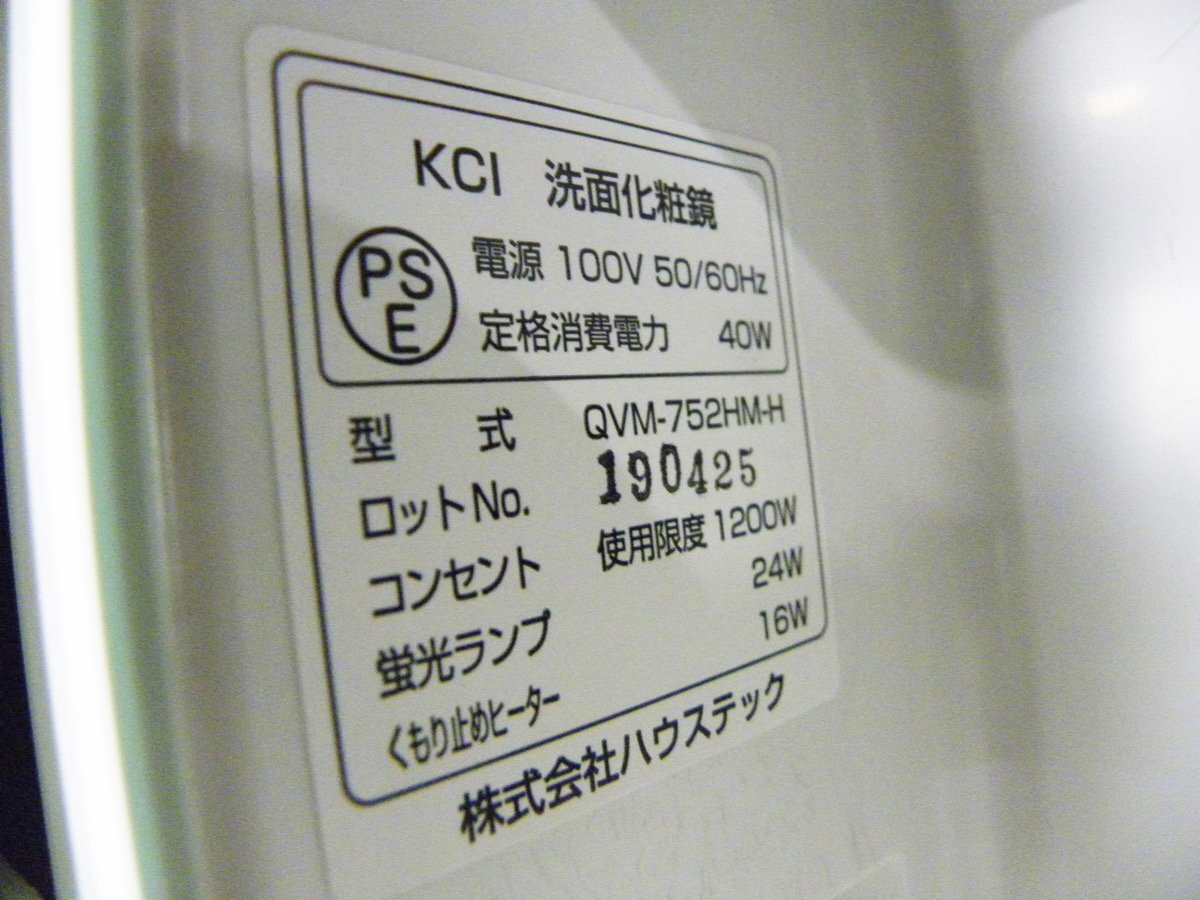 KCI 洗面化粧鏡
PSE
電源 100V 50/60Hz
定格消費電力 40W
型 式 QVM-752HM-H
ロットNo. 190425
コンセント 使用限度 1200W
蛍光ランプ 24W
くもり止めヒーター 16W
株式会社ハウステック